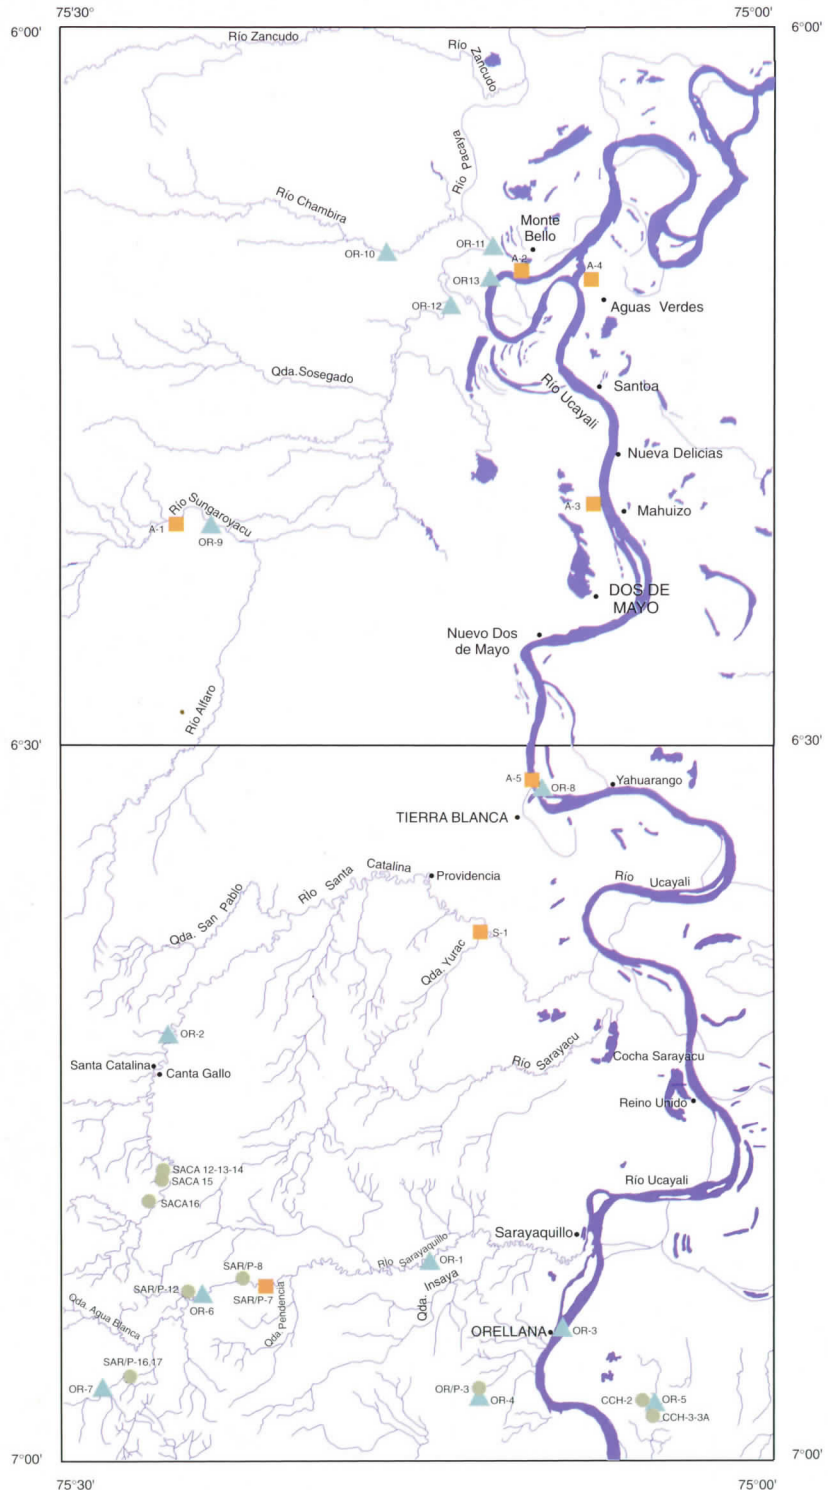 75°30'
75°00'
6°00'
6°00'
Río Zancudo
Río
Zancudo
Río Pacaya
Río Chambira
Monte
Bello
OR-10
OR-11
A-2
A-4
OR13
OR-12
Aguas Verdes
Qda.Sosegado
Río Ucayali
Santoa
Nueva Delicias
Río Sungaroyacu
A-1
OR-9
A-3
Mahuizo
DOS DE
MAYO
Nuevo Dos
de Mayo
Río Alfaro
6°30'
6°30'
A-5
OR-8
Yahuarango
TIERRA BLANCA
Río Santa Catalina
Providencia
Río Ucayali
Qda. San Pablo
S-1
Qda. Yurac
OR-2
Santa Catalina
Canta Gallo
Río Sarayacu
Cocha Sarayacu
Reino Unido
SACA 12-13-14
SACA 15
SACA16
Río Ucayali
Sarayaquillo
Río Sarayaquillo
OR-1
SAR/P-8
SAR/P-12
SAR/P-7
OR-6
Qda. Insaya
Qda. Pendencia
Qda. Agua Blanca
ORELLANA
OR-3
SAR/P-16,17
OR-7
OR/P-3
OR-4
CCH-2
OR-5
CCH-3-3A
7°00'
7°00'
75°30'
75°00'